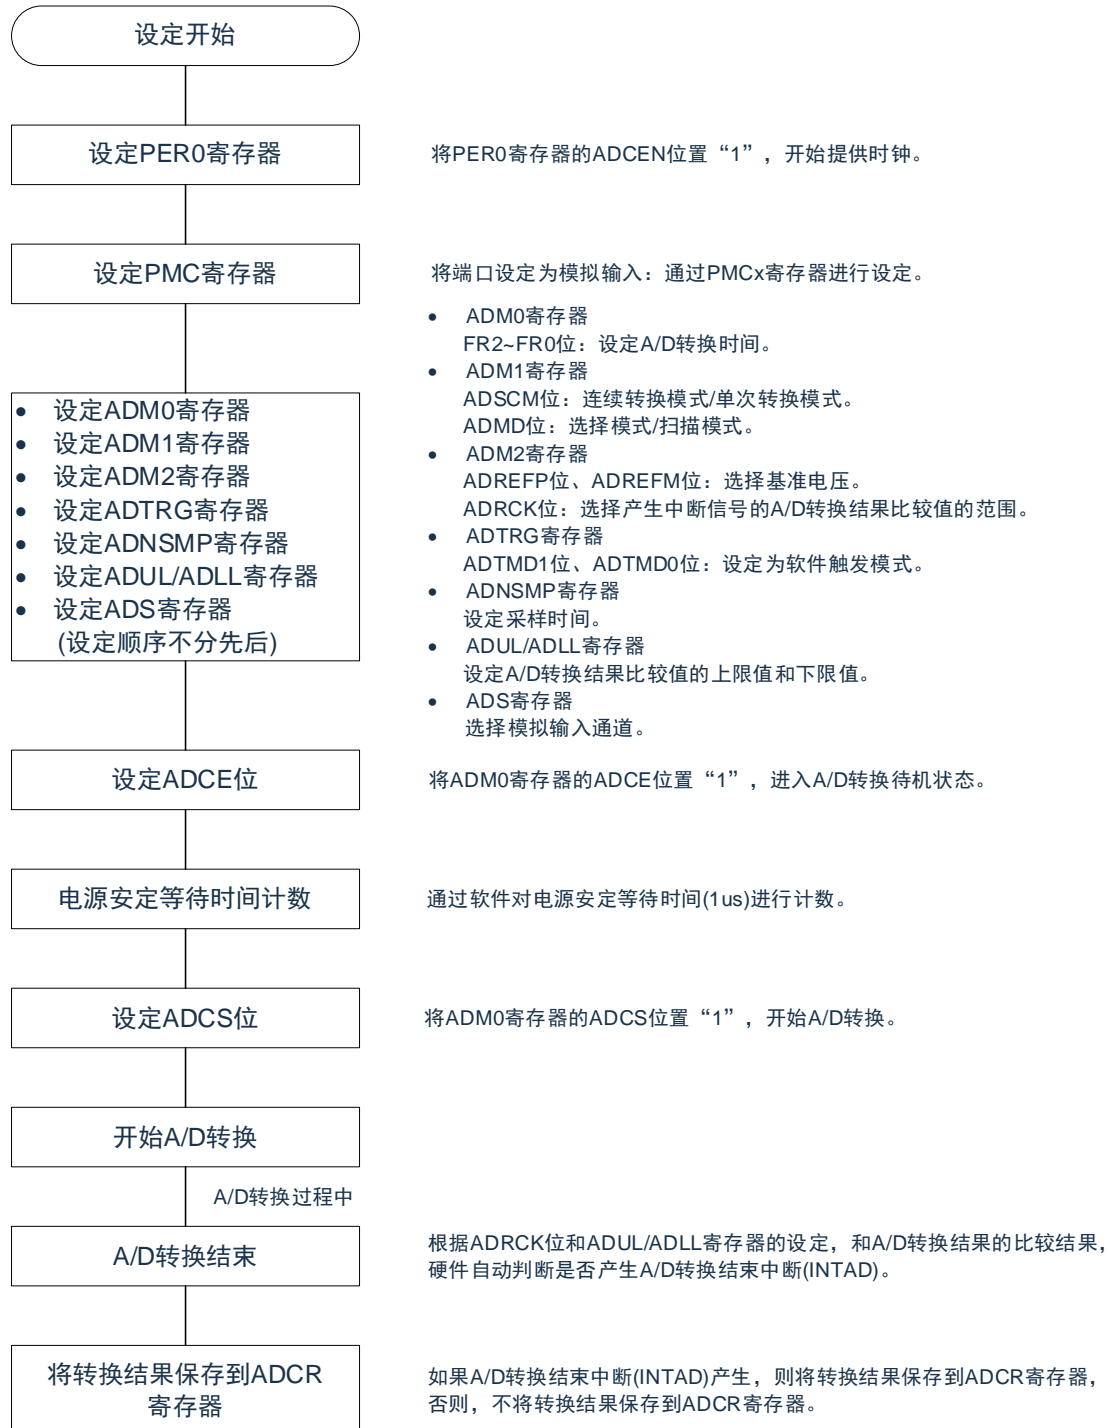 设定开始
设定PER0寄存器
将PER0寄存器的ADCEN位置“1”，开始提供时钟。
设定PMC寄存器
将端口设定为模拟输入：通过PMCx寄存器进行设定。
• 设定ADM0寄存器
• 设定ADM1寄存器
• 设定ADM2寄存器
• 设定ADTRG寄存器
• 设定ADNSMP寄存器
• 设定ADUL/ADLL寄存器
• 设定ADS寄存器
(设定顺序不分先后)
• ADM0寄存器
FR2~FR0位：设定A/D转换时间。
• ADM1寄存器
ADSCM位：连续转换模式/单次转换模式。
ADMD位：选择模式/扫描模式。
• ADM2寄存器
ADREFP位、ADREFM位：选择基准电压。
ADRCK位：选择产生中断信号的A/D转换结果比较值的范围。
• ADTRG寄存器
ADTMD1位、ADTMD0位：设定为软件触发模式。
• ADNSMP寄存器
设定采样时间。
• ADUL/ADLL寄存器
设定A/D转换结果比较值的上限值和下限值。
• ADS寄存器
选择模拟输入通道。
设定ADCE位
将ADM0寄存器的ADCE位置“1”，进入A/D转换待机状态。
电源安定等待时间计数
通过软件对电源安定等待时间(1us)进行计数。
设定ADCS位
将ADM0寄存器的ADCS位置“1”，开始A/D转换。
开始A/D转换
A/D转换过程中
A/D转换结束
根据ADRCK位和ADUL/ADLL寄存器的设定，和A/D转换结果的比较结果，
硬件自动判断是否产生A/D转换结束中断(INTAD)。
将转换结果保存到ADCR
寄存器
如果A/D转换结束中断(INTAD)产生，则将转换结果保存到ADCR寄存器，
否则，不将转换结果保存到ADCR寄存器。